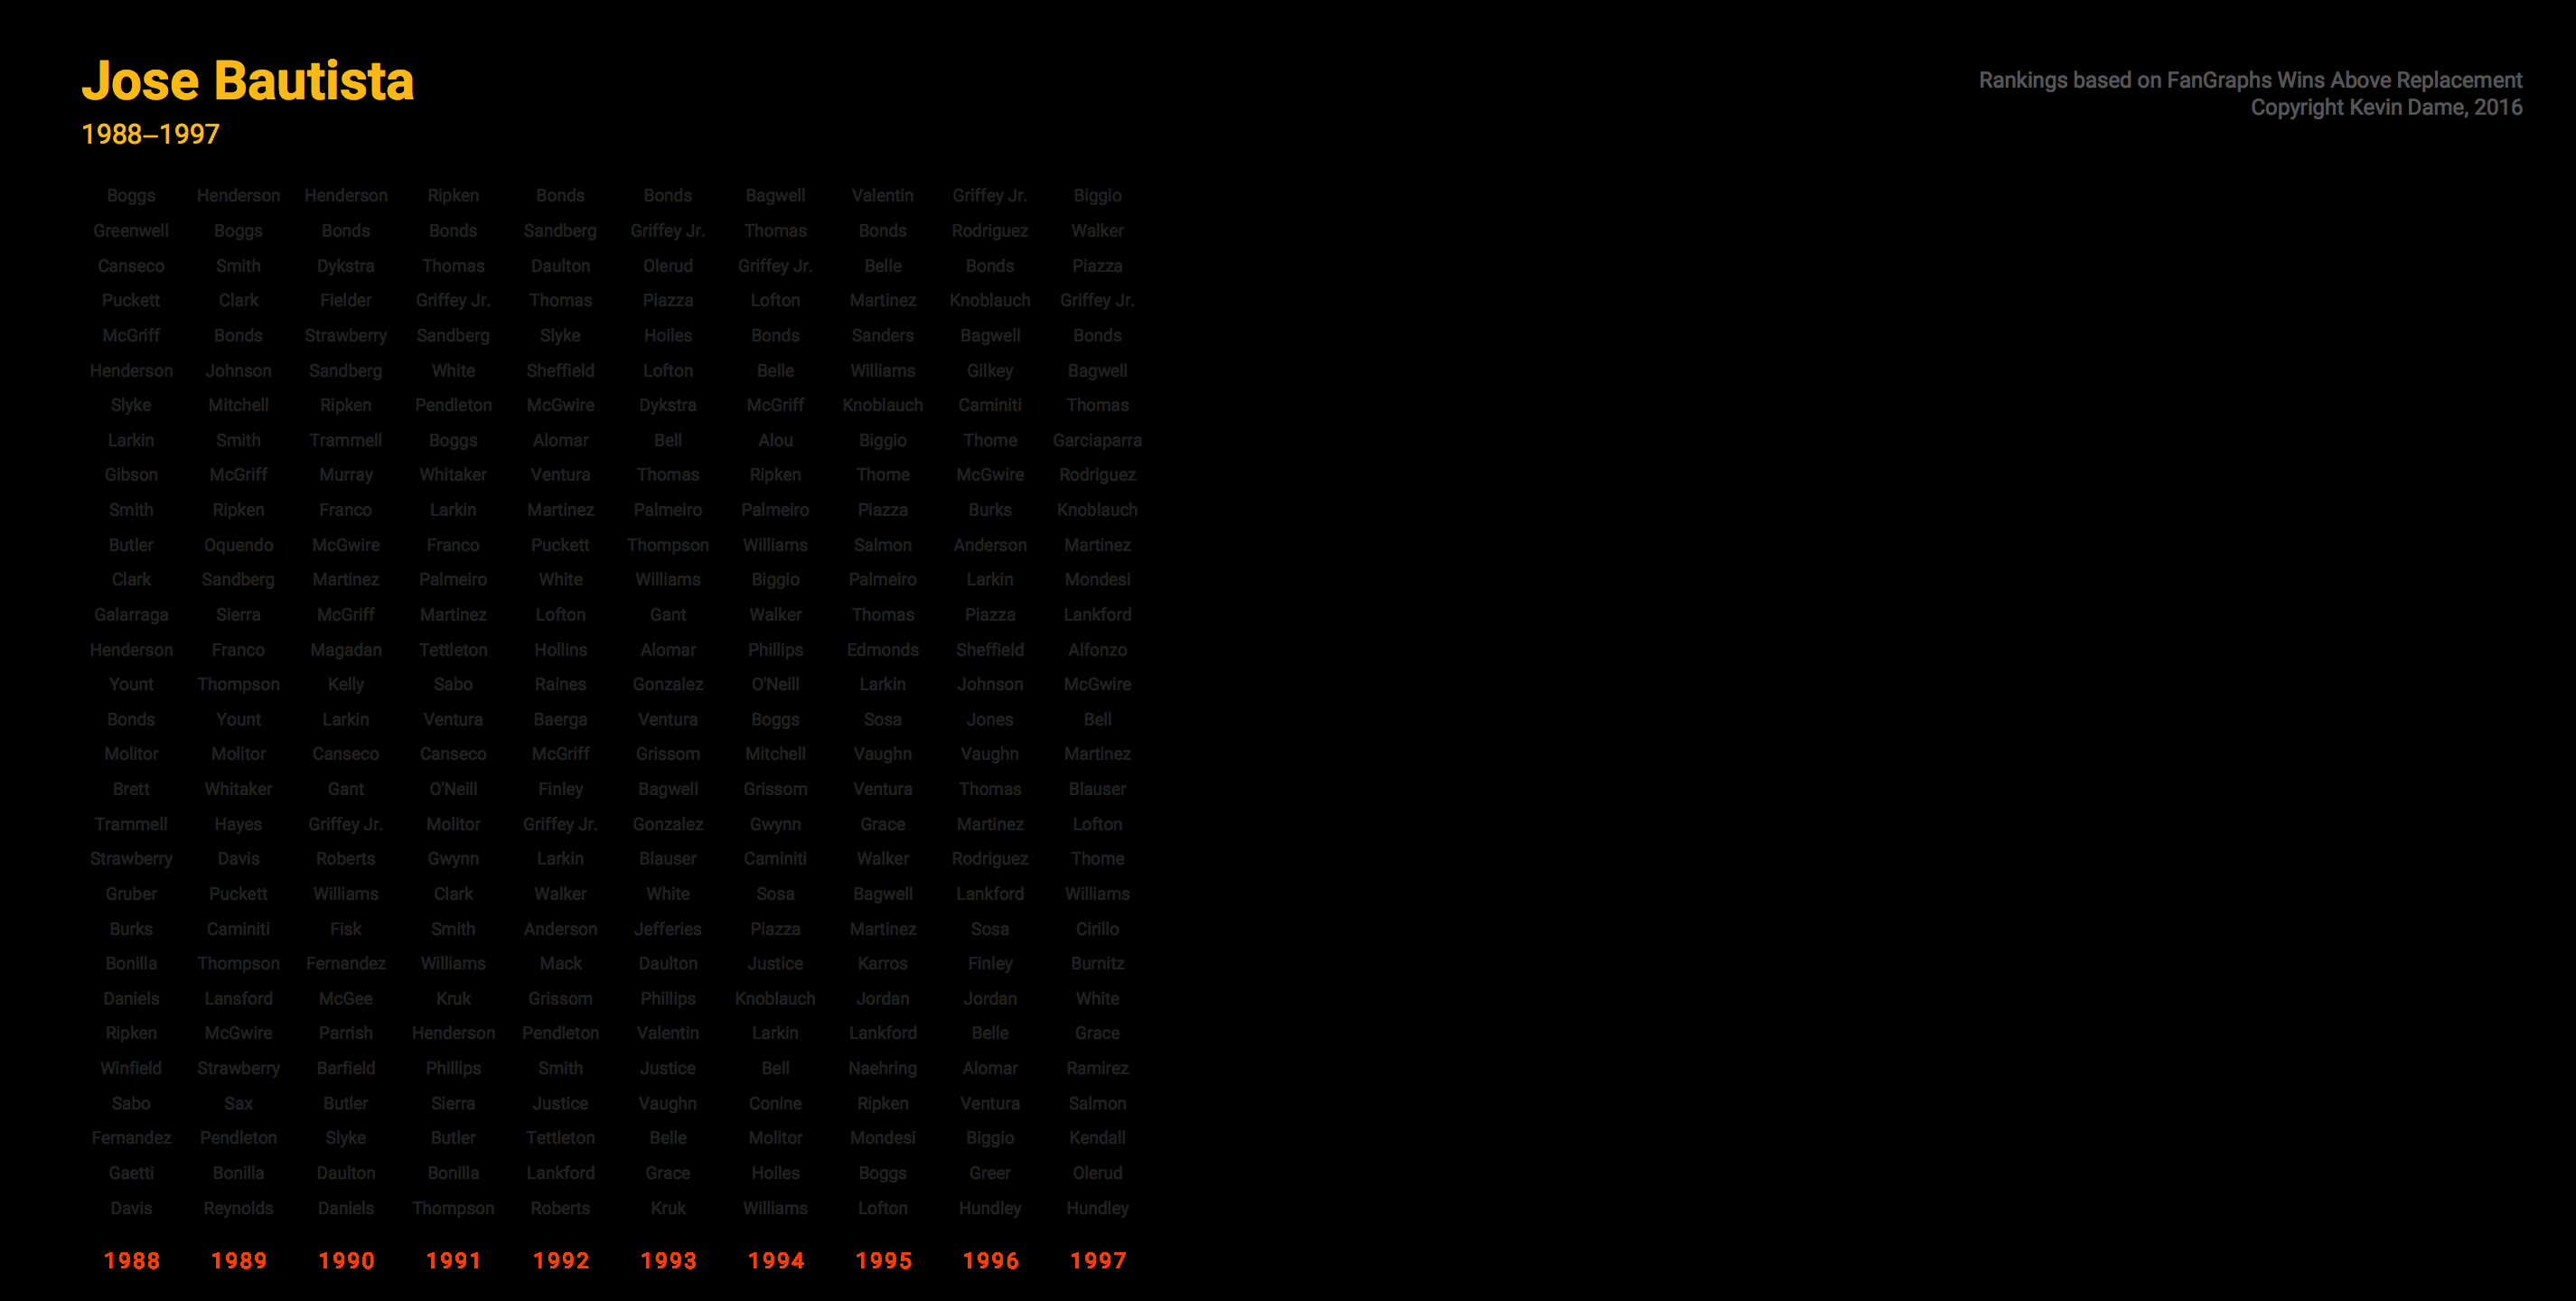 Jose Bautista
1988–1997
Rankings based on FanGraphs Wins Above Replacement
Copyright Kevin Dame, 2016
Boggs Henderson Henderson Ripken Bonds Bonds Bagwell Valentin Griffey Jr. Biggio
Greenwell Boggs Bonds Bonds Sandberg Griffey Jr. Thomas Bonds Rodriguez Walker
Canseco Smith Dykstra Thomas Daulton Olerud Griffey Jr. Belle Bonds Piazza
Puckett Clark Fielder Griffey Jr. Thomas Piazza Lofton Martinez Knoblauch Griffey Jr.
McGriff Bonds Strawberry Sandberg Slyke Hoiles Bonds Sanders Bagwell Bonds
Henderson Johnson Sandberg White Sheffield Lofton Belle Williams Gilkey Bagwell
Slyke Mitchell Ripken Pendleton McGwire Dykstra McGriff Knoblauch Caminiti Thomas
Larkin Smith Trammell Boggs Alomar Bell Alou Biggio Thome Garciaparra
Gibson McGriff Murray Whitaker Ventura Thomas Ripken Thome McGwire Rodriguez
Smith Ripken Franco Larkin Martinez Palmeiro Palmeiro Piazza Burks Knoblauch
Butler Oquendo McGwire Franco Puckett Thompson Williams Salmon Anderson Martinez
Clark Sandberg Martinez Palmeiro White Williams Biggio Palmeiro Larkin Mondesi
Galarraga Sierra McGriff Martinez Lofton Gant Walker Thomas Piazza Lankford
Henderson Franco Magadan Tettleton Hollins Alomar Phillips Edmonds Sheffield Alfonzo
Yount Thompson Kelly Sabo Raines Gonzalez O'Neill Larkin Johnson McGwire
Bonds Yount Larkin Ventura Baerga Ventura Boggs Sosa Jones Bell
Molitor Molitor Canseco Canseco McGriff Grissom Mitchell Vaughn Vaughn Martinez
Brett Whitaker Gant O'Neill Finley Bagwell Grissom Ventura Thomas Blauser
Trammell Hayes Griffey Jr. Molitor Griffey Jr. Gonzalez Gwynn Grace Martinez Lofton
Strawberry Davis Roberts Gwynn Larkin Blauser Caminiti Walker Rodriguez Thome
Gruber Puckett Williams Clark Walker White Sosa Bagwell Lankford Williams
Burks Caminiti Fisk Smith Anderson Jefferies Piazza Martinez Sosa Cirillo
Bonilla Thompson Fernandez Williams Mack Daulton Justice Karros Finley Burnitz
Daniels Lansford McGee Kruk Grissom Phillips Knoblauch Jordan Jordan White
Ripken McGwire Parrish Henderson Pendleton Valentin Larkin Lankford Belle Grace
Winfield Strawberry Barfield Phillips Smith Justice Bell Naehring Alomar Ramirez
Sabo Sax Butler Sierra Justice Vaughn Conine Ripken Ventura Salmon
Fernandez Pendleton Slyke Butler Tettleton Belle Molitor Mondesi Biggio Kendall
Gaetti Bonilla Daulton Bonilla Lankford Grace Hoiles Boggs Greer Olerud
Davis Reynolds Daniels Thompson Roberts Kruk Williams Lofton Hundley Hundley
1988 1989 1990 1991 1992 1993 1994 1995 1996 1997